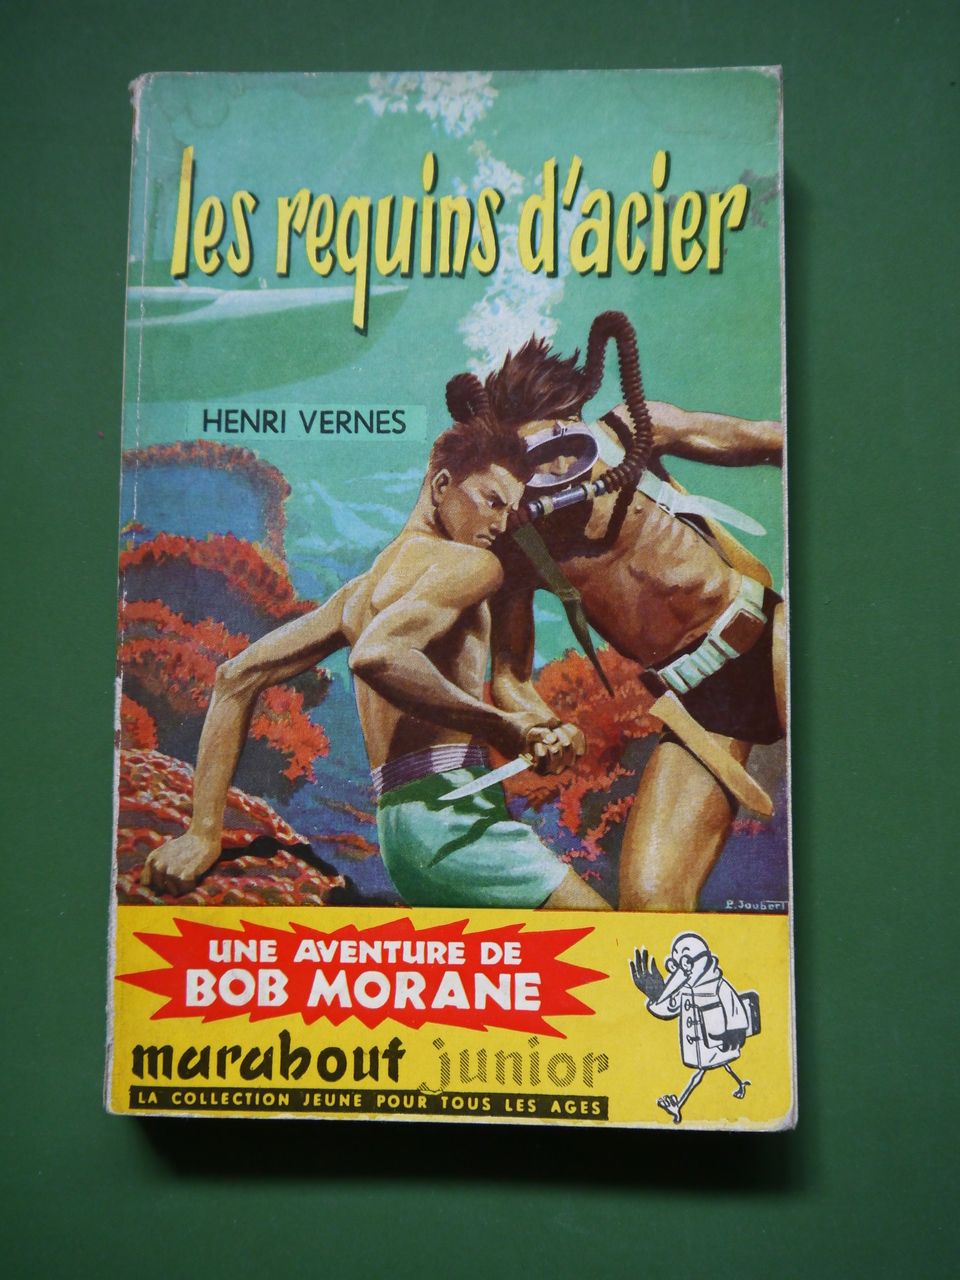 les requins d'acier
HENRI VERNES
P. Joubert
UNE AVENTURE DE
BOB MORANE
marabout junior
LA COLLECTION JEUNE POUR TOUS LES AGES